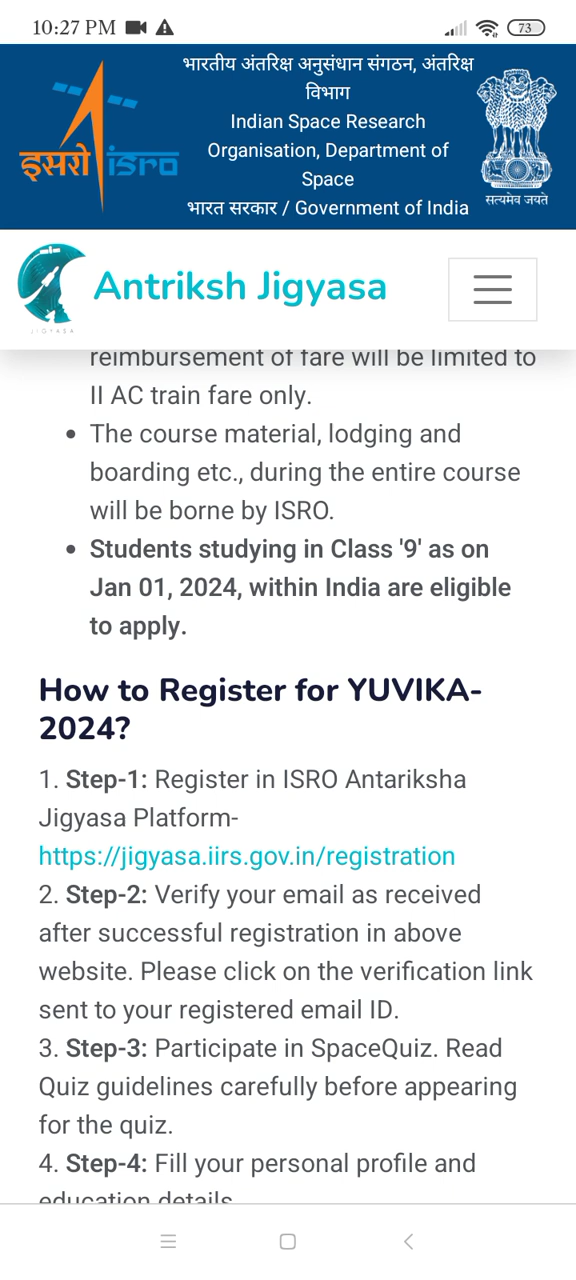 10:27 PM
73
भारतीय अंतरिक्ष अनुसंधान संगठन, अंतरिक्ष
विभाग
Indian Space Research
Organisation, Department of
Space
भारत सरकार / Government of India
इसरो isro
सत्यमेव जयते
JIGYASA
Antriksh Jigyasa
reimbursement of fare will be limited to
II AC train fare only.
• The course material, lodging and
boarding etc., during the entire course
will be borne by ISRO.
• Students studying in Class '9' as on
Jan 01, 2024, within India are eligible
to apply.
How to Register for YUVIKA-
2024?
1. Step-1: Register in ISRO Antariksha
Jigyasa Platform-
https://jigyasa.iirs.gov.in/registration
2. Step-2: Verify your email as received
after successful registration in above
website. Please click on the verification link
sent to your registered email ID.
3. Step-3: Participate in SpaceQuiz. Read
Quiz guidelines carefully before appearing
for the quiz.
4. Step-4: Fill your personal profile and
education details